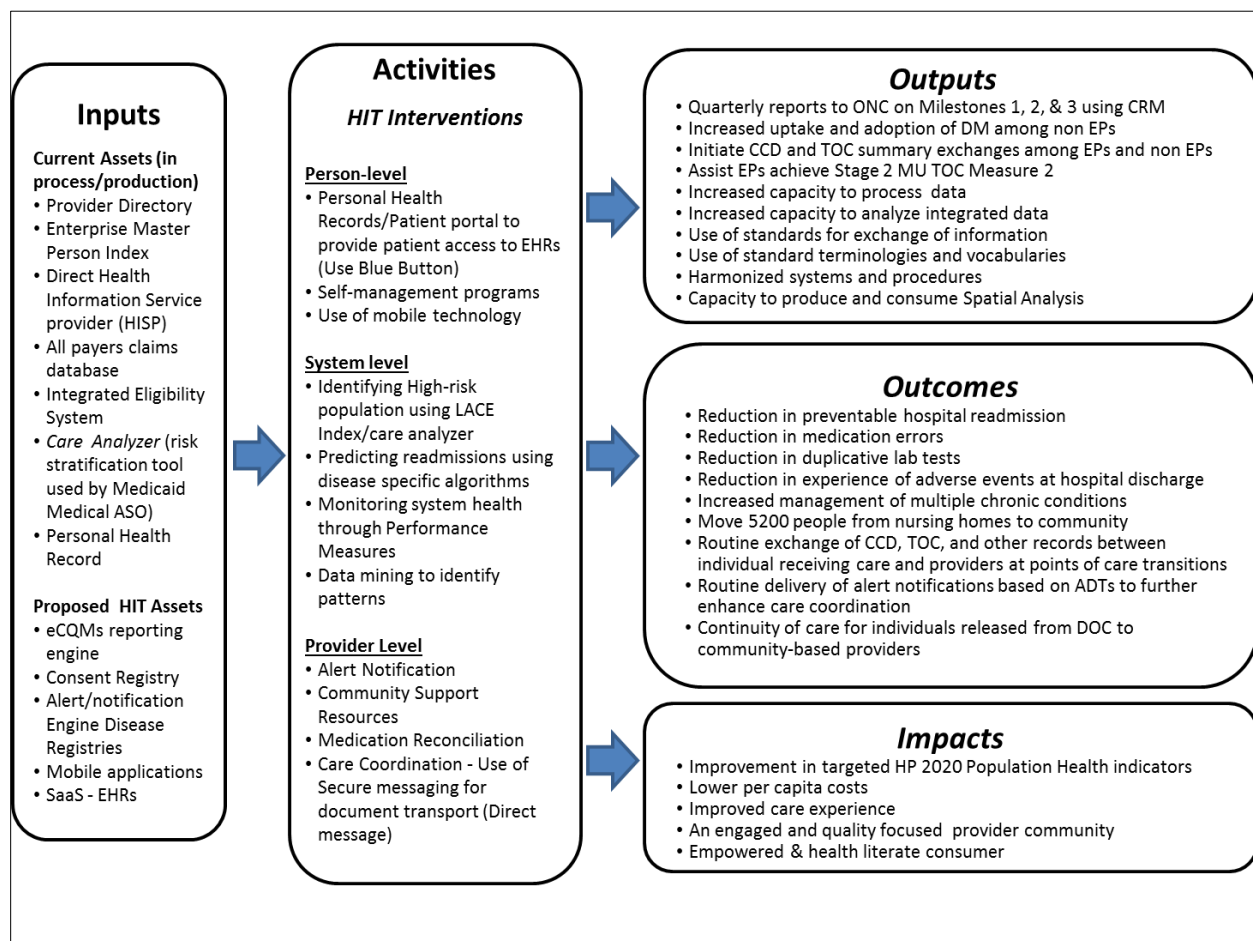 Inputs
Current Assets (in
process/production)
• Provider Directory
• Enterprise Master
Person Index
• Direct Health
Information Service
provider (HISP)
• All payers claims
database
• Integrated Eligibility
System
• Care Analyzer (risk
stratification tool
used by Medicaid
Medical ASO)
• Personal Health
Record
Proposed HIT Assets
• eCQMs reporting
engine
• Consent Registry
• Alert/notification
Engine Disease
Registries
• Mobile applications
• SaaS - EHRs
Activities
HIT Interventions
Person-level
• Personal Health
Records/Patient portal to
provide patient access to EHRs
(Use Blue Button)
• Self-management programs
• Use of mobile technology
System level
• Identifying High-risk
population using LACE
Index/care analyzer
• Predicting readmissions using
disease specific algorithms
• Monitoring system health
through Performance
Measures
• Data mining to identify
patterns
Provider Level
• Alert Notification
• Community Support
Resources
• Medication Reconciliation
• Care Coordination - Use of
Secure messaging for
document transport (Direct
message)
Outputs
• Quarterly reports to ONC on Milestones 1, 2, & 3 using CRM
• Increased uptake and adoption of DM among non EPs
• Initiate CCD and TOC summary exchanges among EPs and non EPs
• Assist EPs achieve Stage 2 MU TOC Measure 2
• Increased capacity to process data
• Increased capacity to analyze integrated data
• Use of standards for exchange of information
• Use of standard terminologies and vocabularies
• Harmonized systems and procedures
• Capacity to produce and consume Spatial Analysis
Outcomes
• Reduction in preventable hospital readmission
• Reduction in medication errors
• Reduction in duplicative lab tests
• Reduction in experience of adverse events at hospital discharge
• Increased management of multiple chronic conditions
• Move 5200 people from nursing homes to community
• Routine exchange of CCD, TOC, and other records between
individual receiving care and providers at points of care transitions
• Routine delivery of alert notifications based on ADTs to further
enhance care coordination
• Continuity of care for individuals released from DOC to
community-based providers
Impacts
• Improvement in targeted HP 2020 Population Health indicators
• Lower per capita costs
• Improved care experience
• An engaged and quality focused provider community
• Empowered & health literate consumer